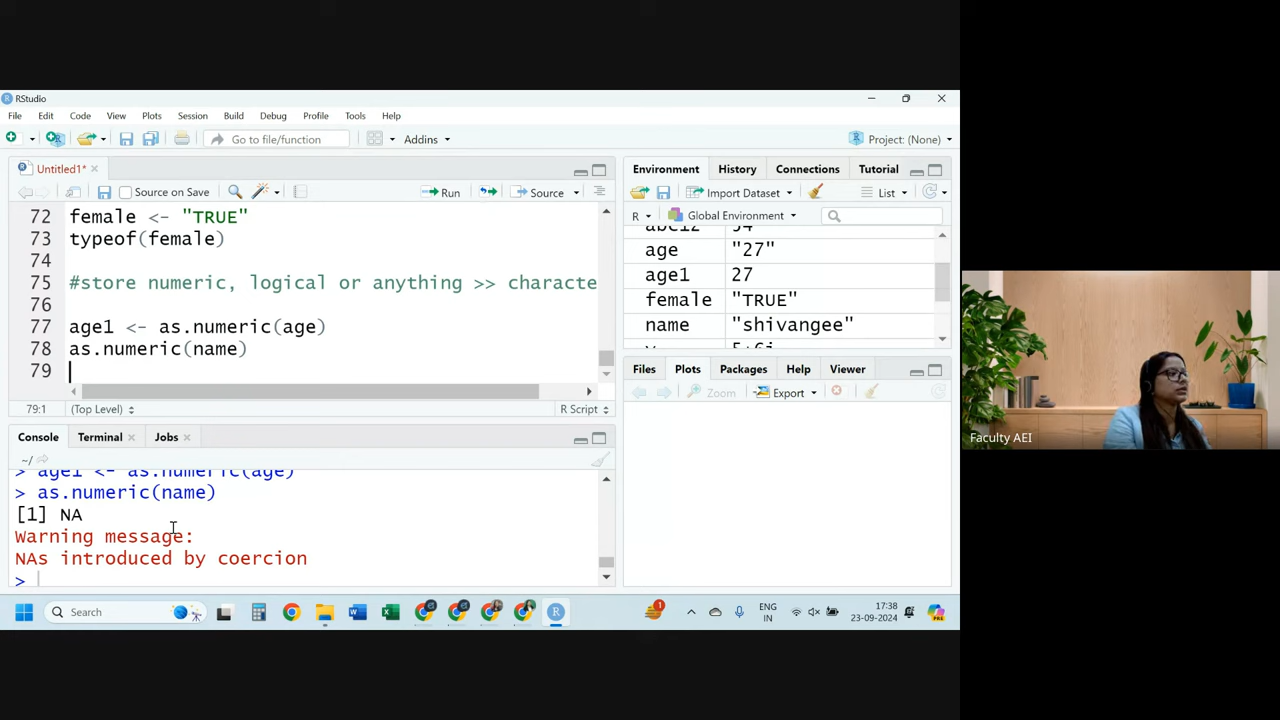 RStudio
File Edit Code View Plots Session Build Debug Profile Tools Help
Go to file/function Addins Project: (None)
Untitled1*
Source on Save Run Source
72 female <- "TRUE"
73 typeof(female)
74
75 #store numeric, logical or anything >> characte
76
77 age1 <- as.numeric(age)
78 as.numeric(name)
79
79:1 (Top Level) R Script
Console Terminal Jobs
~/
> age1 <- as.numeric(age)
> as.numeric(name)
[1] NA
Warning message:
NAs introduced by coercion
>
Environment History Connections Tutorial
Import Dataset List
R Global Environment
age "27"
age1 27
female "TRUE"
name "shivangee"
Files Plots Packages Help Viewer
Zoom Export
Faculty AEI
Search
1
ENG
IN
17:38
23-09-2024